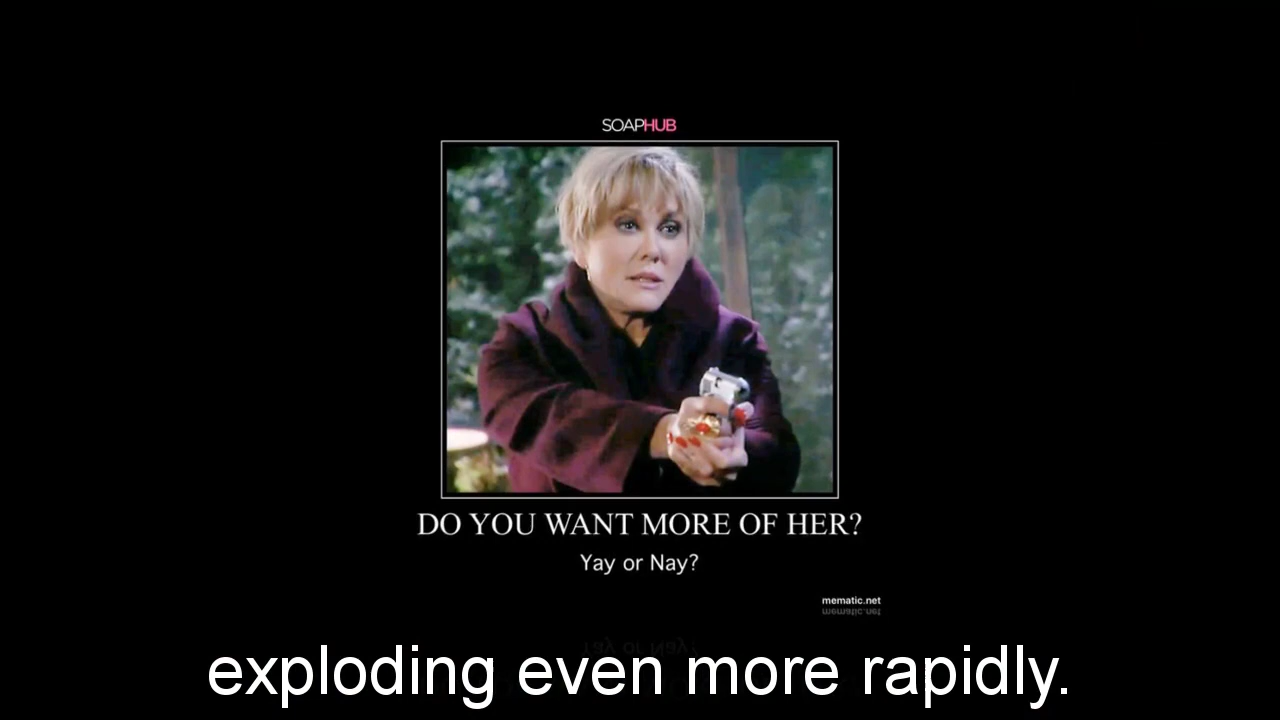 SOAPHUB
DO YOU WANT MORE OF HER?
Yay or Nay?
mematic.net
exploding even more rapidly.